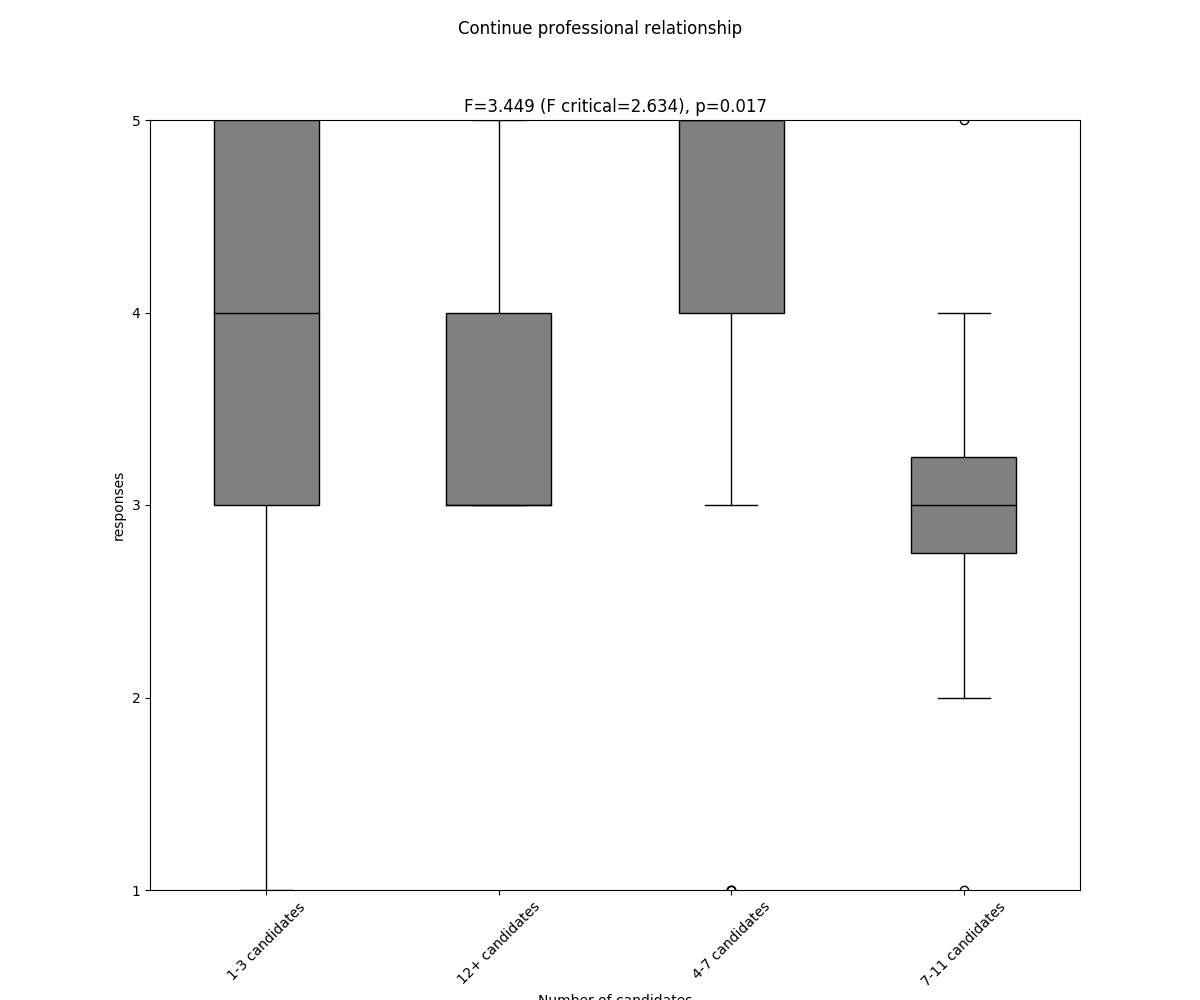 Continue professional relationship
F=3.449 (F critical=2.634), p=0.017
5
4
3
2
1
responses
1-3 candidates
12+ candidates
4-7 candidates
7-11 candidates
Number of candidates